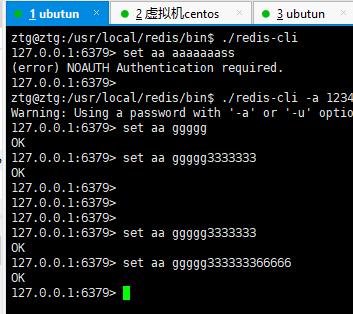 1 ubutun 2 虚拟机centos 3 ubuntun
ztg@ztg:/usr/local/redis/bin$ ./redis-cli
127.0.0.1:6379> set aa aaaaaaass
(error) NOAUTH Authentication required.
127.0.0.1:6379>
ztg@ztg:/usr/local/redis/bin$ ./redis-cli -a 1234
Warning: Using a password with '-a' or '-u' optio
127.0.0.1:6379> set aa ggggg
OK
127.0.0.1:6379> set aa ggggg3333333
OK
127.0.0.1:6379>
127.0.0.1:6379>
127.0.0.1:6379>
127.0.0.1:6379> set aa ggggg3333333
OK
127.0.0.1:6379> set aa ggggg333333366666
OK
127.0.0.1:6379>